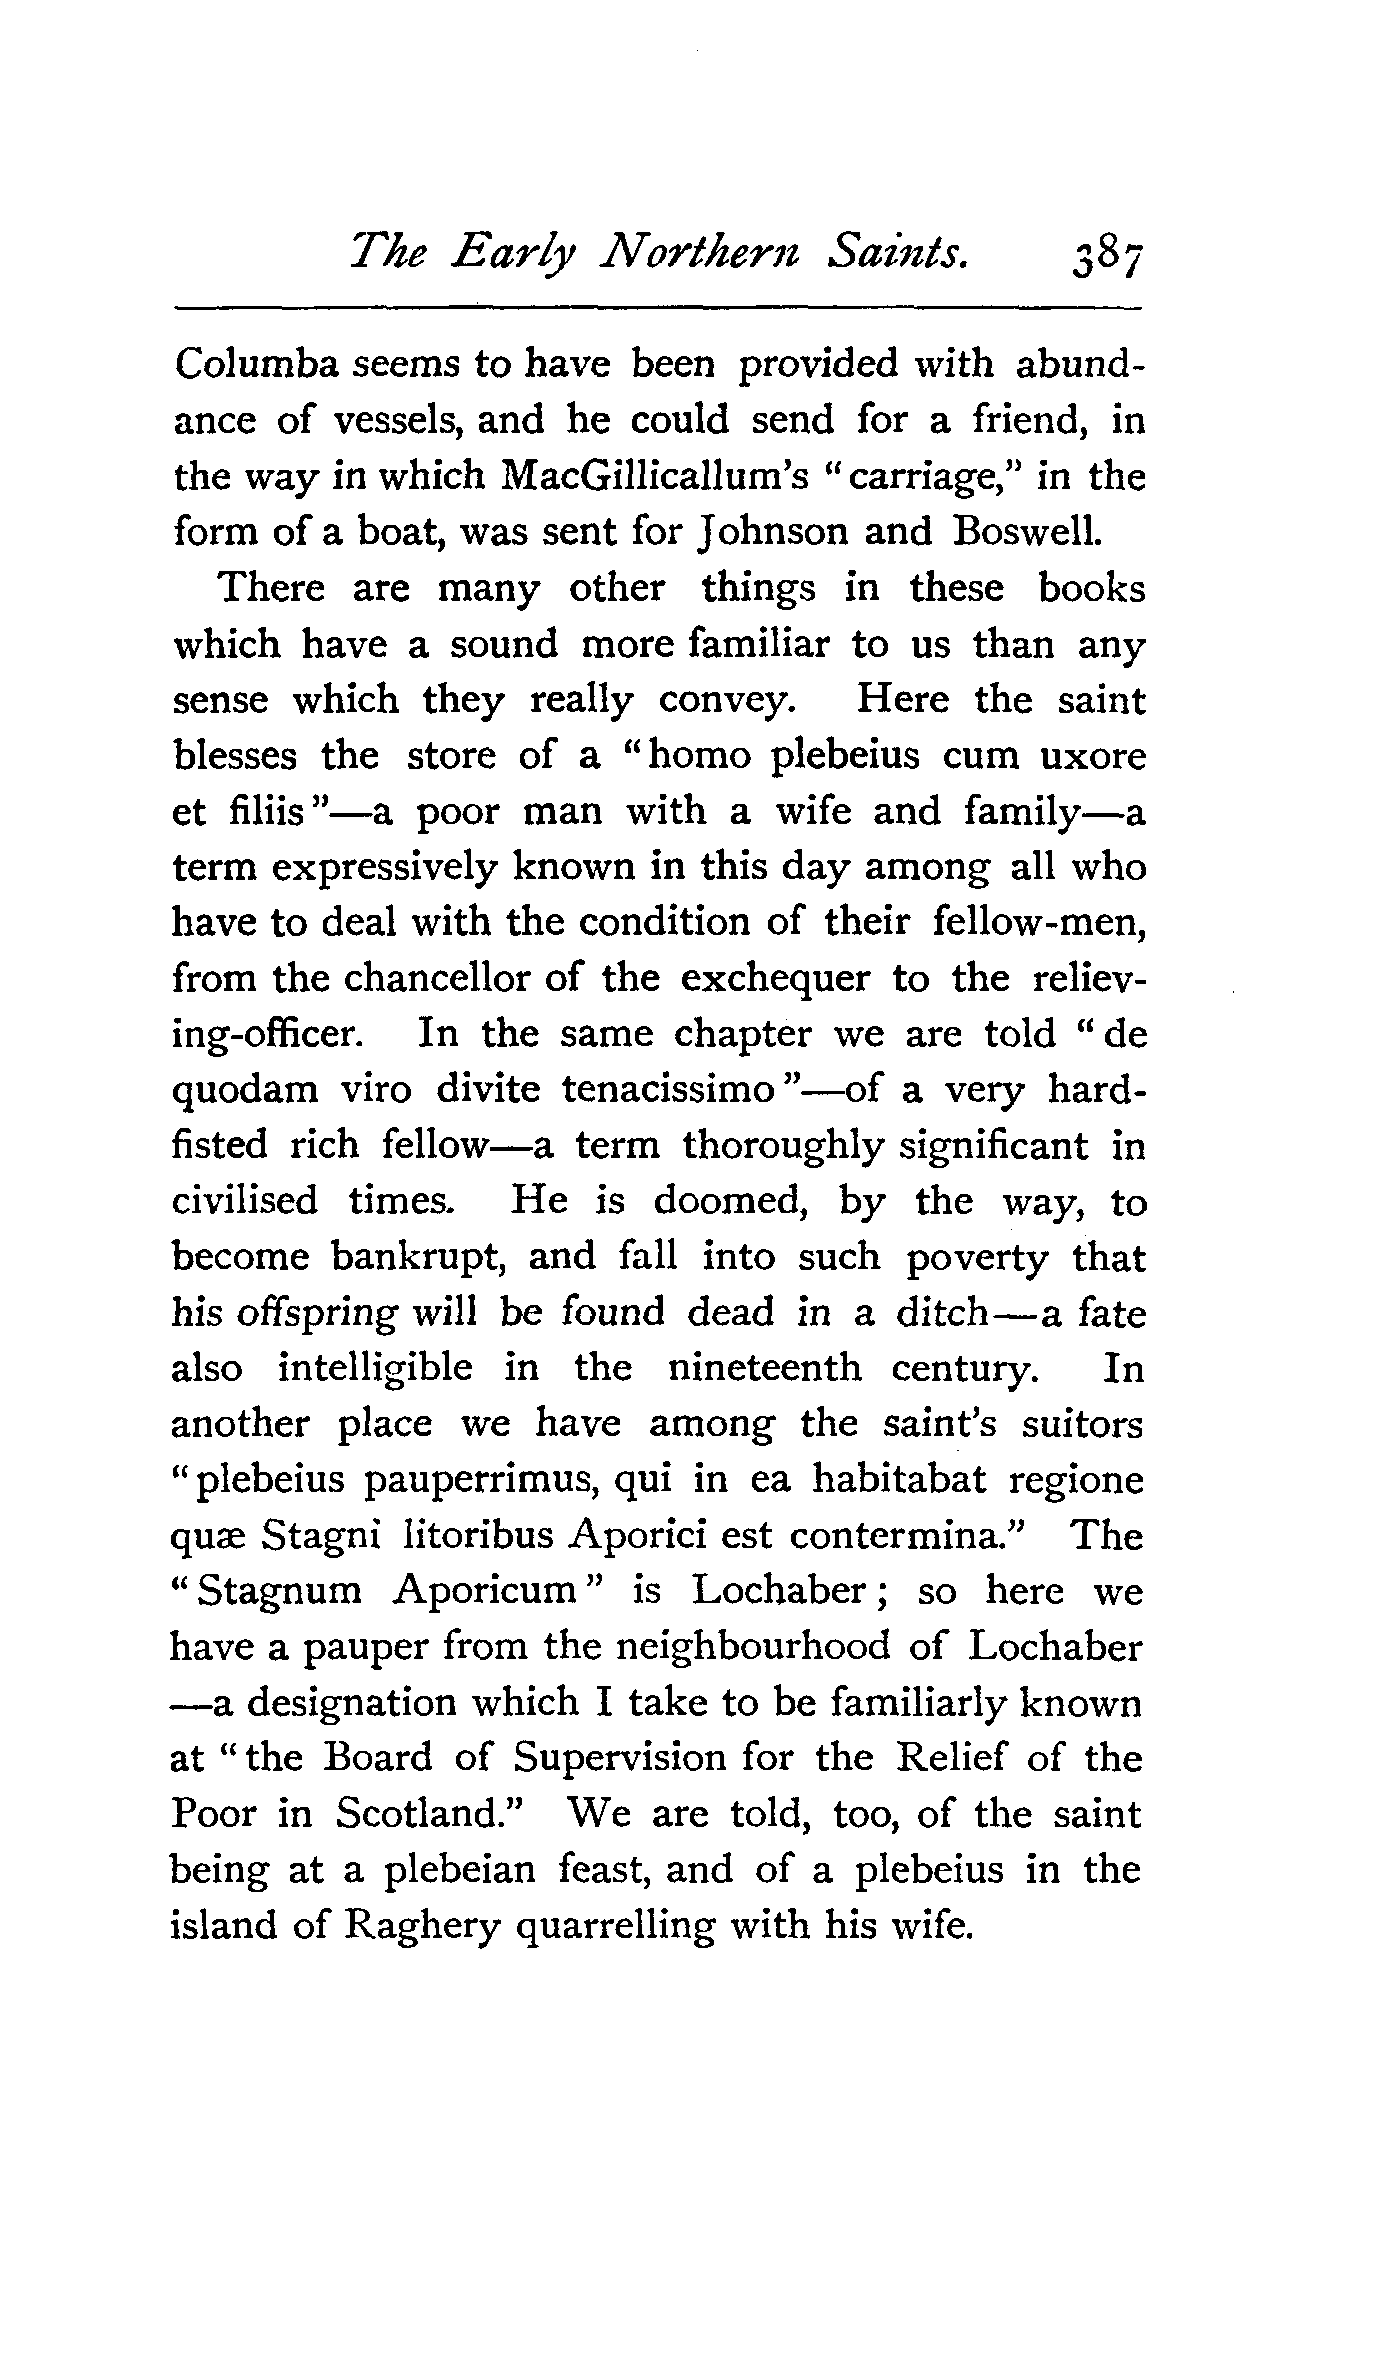 The Early Northern Saints. 387
Columba seems to have been provided with abund-
ance of vessels, and he could send for a friend, in
the way in which MacGillicallum's “carriage,” in the
form of a boat, was sent for Johnson and Boswell.
There are many other things in these books
which have a sound more familiar to us than any
sense which they really convey. Here the saint
blesses the store of a “homo plebeius cum uxore
et filiis”—a poor man with a wife and family—a
term expressively known in this day among all who
have to deal with the condition of their fellow-men,
from the chancellor of the exchequer to the reliev-
ing-officer. In the same chapter we are told “de
quodam viro divite tenacissimo”—of a very hard-
fisted rich fellow—a term thoroughly significant in
civilised times. He is doomed, by the way, to
become bankrupt, and fall into such poverty that
his offspring will be found dead in a ditch—a fate
also intelligible in the nineteenth century. In
another place we have among the saint's suitors
“plebeius pauperrimus, qui in ea habitabat regione
quæ Stagni litoribus Aporici est contermina.” The
“Stagnum Aporicum” is Lochaber; so here we
have a pauper from the neighbourhood of Lochaber
—a designation which I take to be familiarly known
at “the Board of Supervision for the Relief of the
Poor in Scotland.” We are told, too, of the saint
being at a plebeian feast, and of a plebeius in the
island of Raghery quarrelling with his wife.